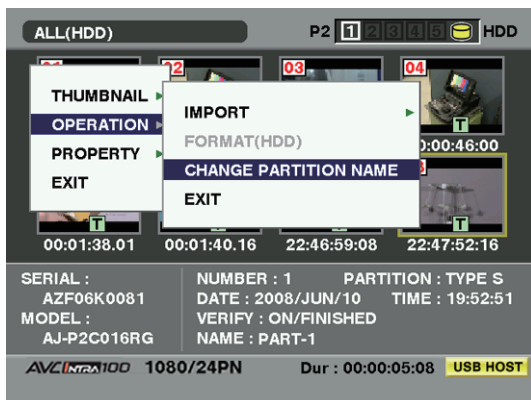 ALL(HDD) P2 1 2 3 4 5 HDD
02 03 04
THUMBNAIL
OPERATION
PROPERTY
EXIT
IMPORT
FORMAT(HDD)
CHANGE PARTITION NAME
EXIT
T
:00:46:00
T T T
00:01:38.01 00:01:40.16 22:46:59:08 22:47:52:16
SERIAL :
AZF06K0081
MODEL :
AJ-P2C016RG
NUMBER : 1 PARTITION : TYPE S
DATE : 2008/JUN/10 TIME : 19:52:51
VERIFY : ON/FINISHED
NAME : PART-1
AVC INTRA 100 1080/24PN Dur : 00:00:05:08 USB HOST